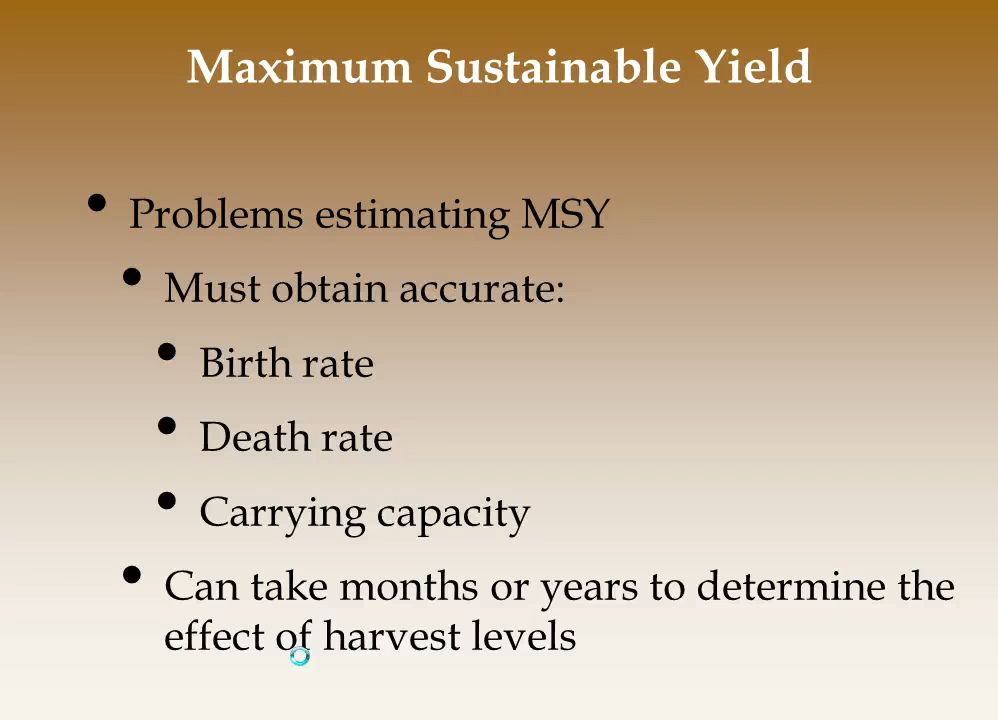 Maximum Sustainable Yield
• Problems estimating MSY
• Must obtain accurate:
• Birth rate
• Death rate
• Carrying capacity
• Can take months or years to determine the
effect of harvest levels